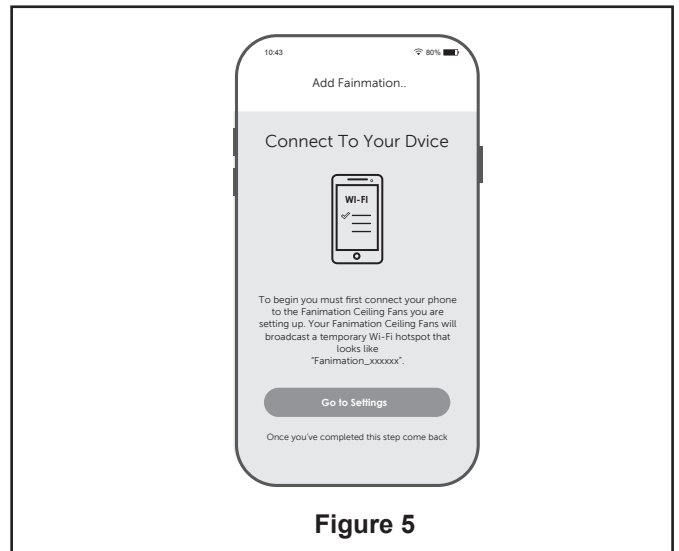 10:43 80%
Add Fainmation..
Connect To Your Dvice
WI-FI
To begin you must first connect your phone
to the Fanimation Ceiling Fans you are
setting up. Your Fanimation Ceiling Fans will
broadcast a temporary Wi-Fi hotspot that
looks like
"Fanimation_xxxxxx".
Go to Settings
Once you've completed this step come back
Figure 5